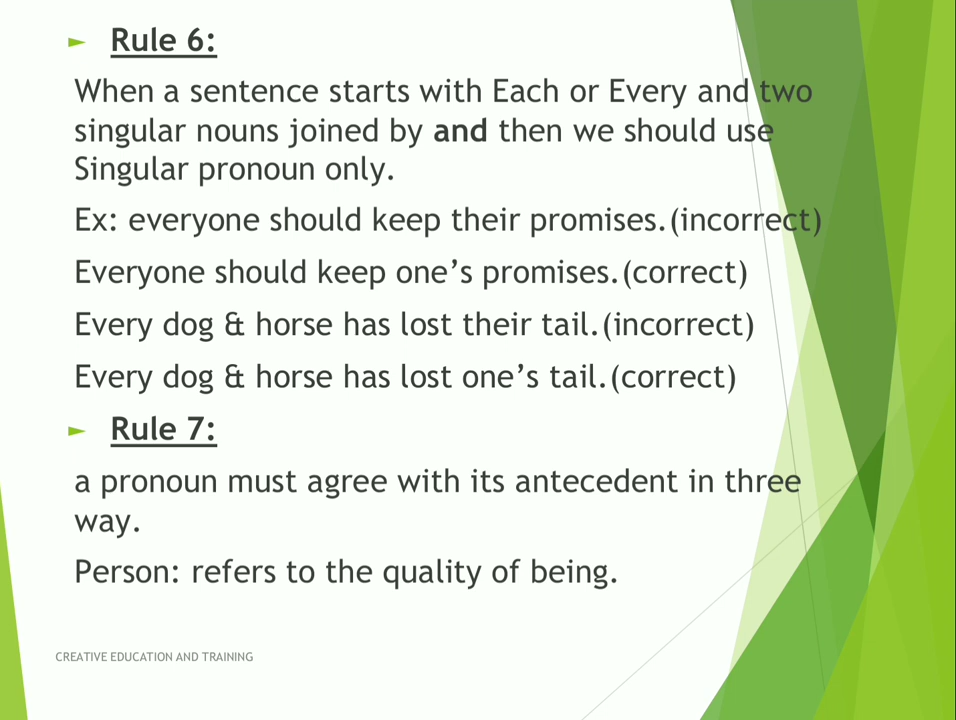 Rule 6:
When a sentence starts with Each or Every and two
singular nouns joined by and then we should use
Singular pronoun only.
Ex: everyone should keep their promises.(incorrect)
Everyone should keep one’s promises.(correct)
Every dog & horse has lost their tail.(incorrect)
Every dog & horse has lost one’s tail.(correct)
Rule 7:
a pronoun must agree with its antecedent in three
way.
Person: refers to the quality of being.
CREATIVE EDUCATION AND TRAINING